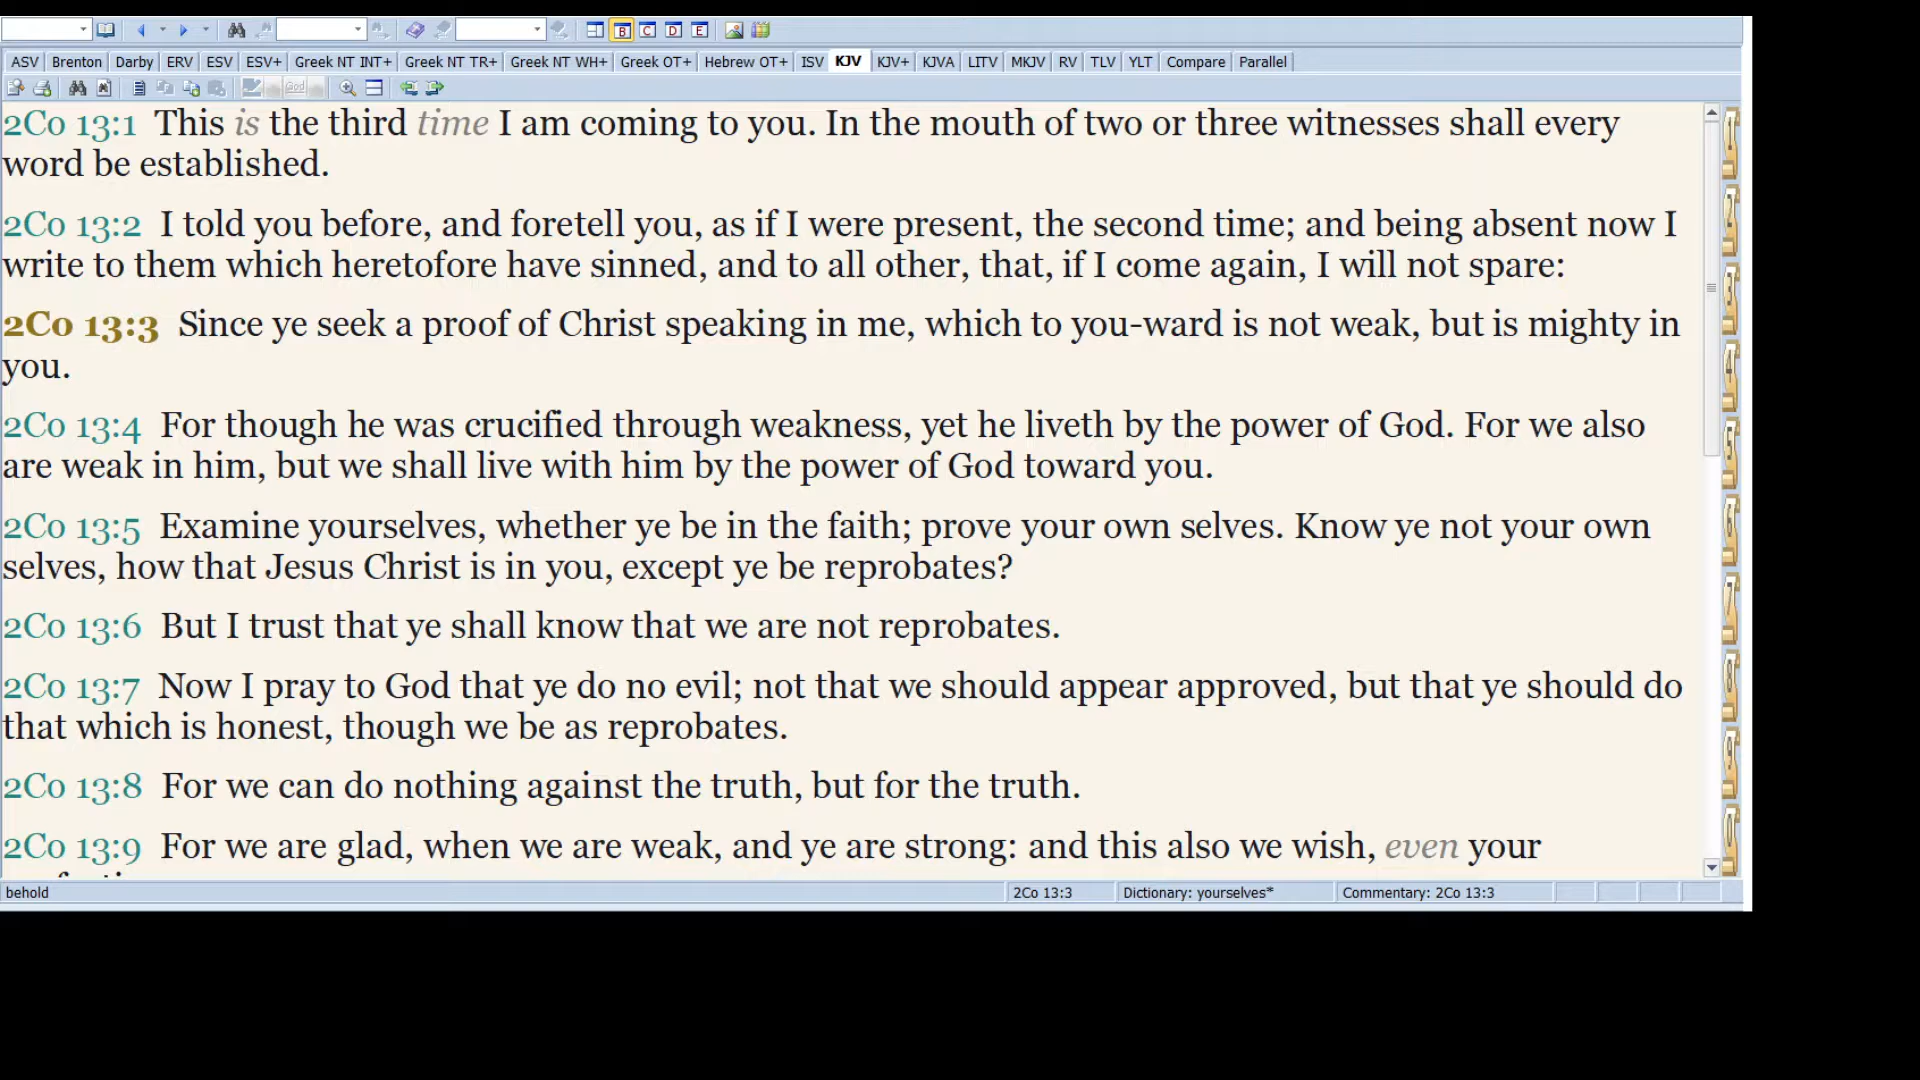 B C D E
ASV Brenton Darby ERV ESV ESV+ Greek NT INT+ Greek NT TR+ Greek NT WH+ Greek OT+ Hebrew OT+ ISV KJV KJV+ KJVA LITV MKJV RV TLV YLT Compare Parallel
God
2Co 13:1 This is the third time I am coming to you. In the mouth of two or three witnesses shall every
word be established.
2Co 13:2 I told you before, and foretell you, as if I were present, the second time; and being absent now I
write to them which heretofore have sinned, and to all other, that, if I come again, I will not spare:
2Co 13:3 Since ye seek a proof of Christ speaking in me, which to you-ward is not weak, but is mighty in
you.
2Co 13:4 For though he was crucified through weakness, yet he liveth by the power of God. For we also
are weak in him, but we shall live with him by the power of God toward you.
2Co 13:5 Examine yourselves, whether ye be in the faith; prove your own selves. Know ye not your own
selves, how that Jesus Christ is in you, except ye be reprobates?
2Co 13:6 But I trust that ye shall know that we are not reprobates.
2Co 13:7 Now I pray to God that ye do no evil; not that we should appear approved, but that ye should do
that which is honest, though we be as reprobates.
2Co 13:8 For we can do nothing against the truth, but for the truth.
2Co 13:9 For we are glad, when we are weak, and ye are strong: and this also we wish, even your
1
2
3
4
5
6
7
8
9
0
behold 2Co 13:3 Dictionary: yourselves* Commentary: 2Co 13:3